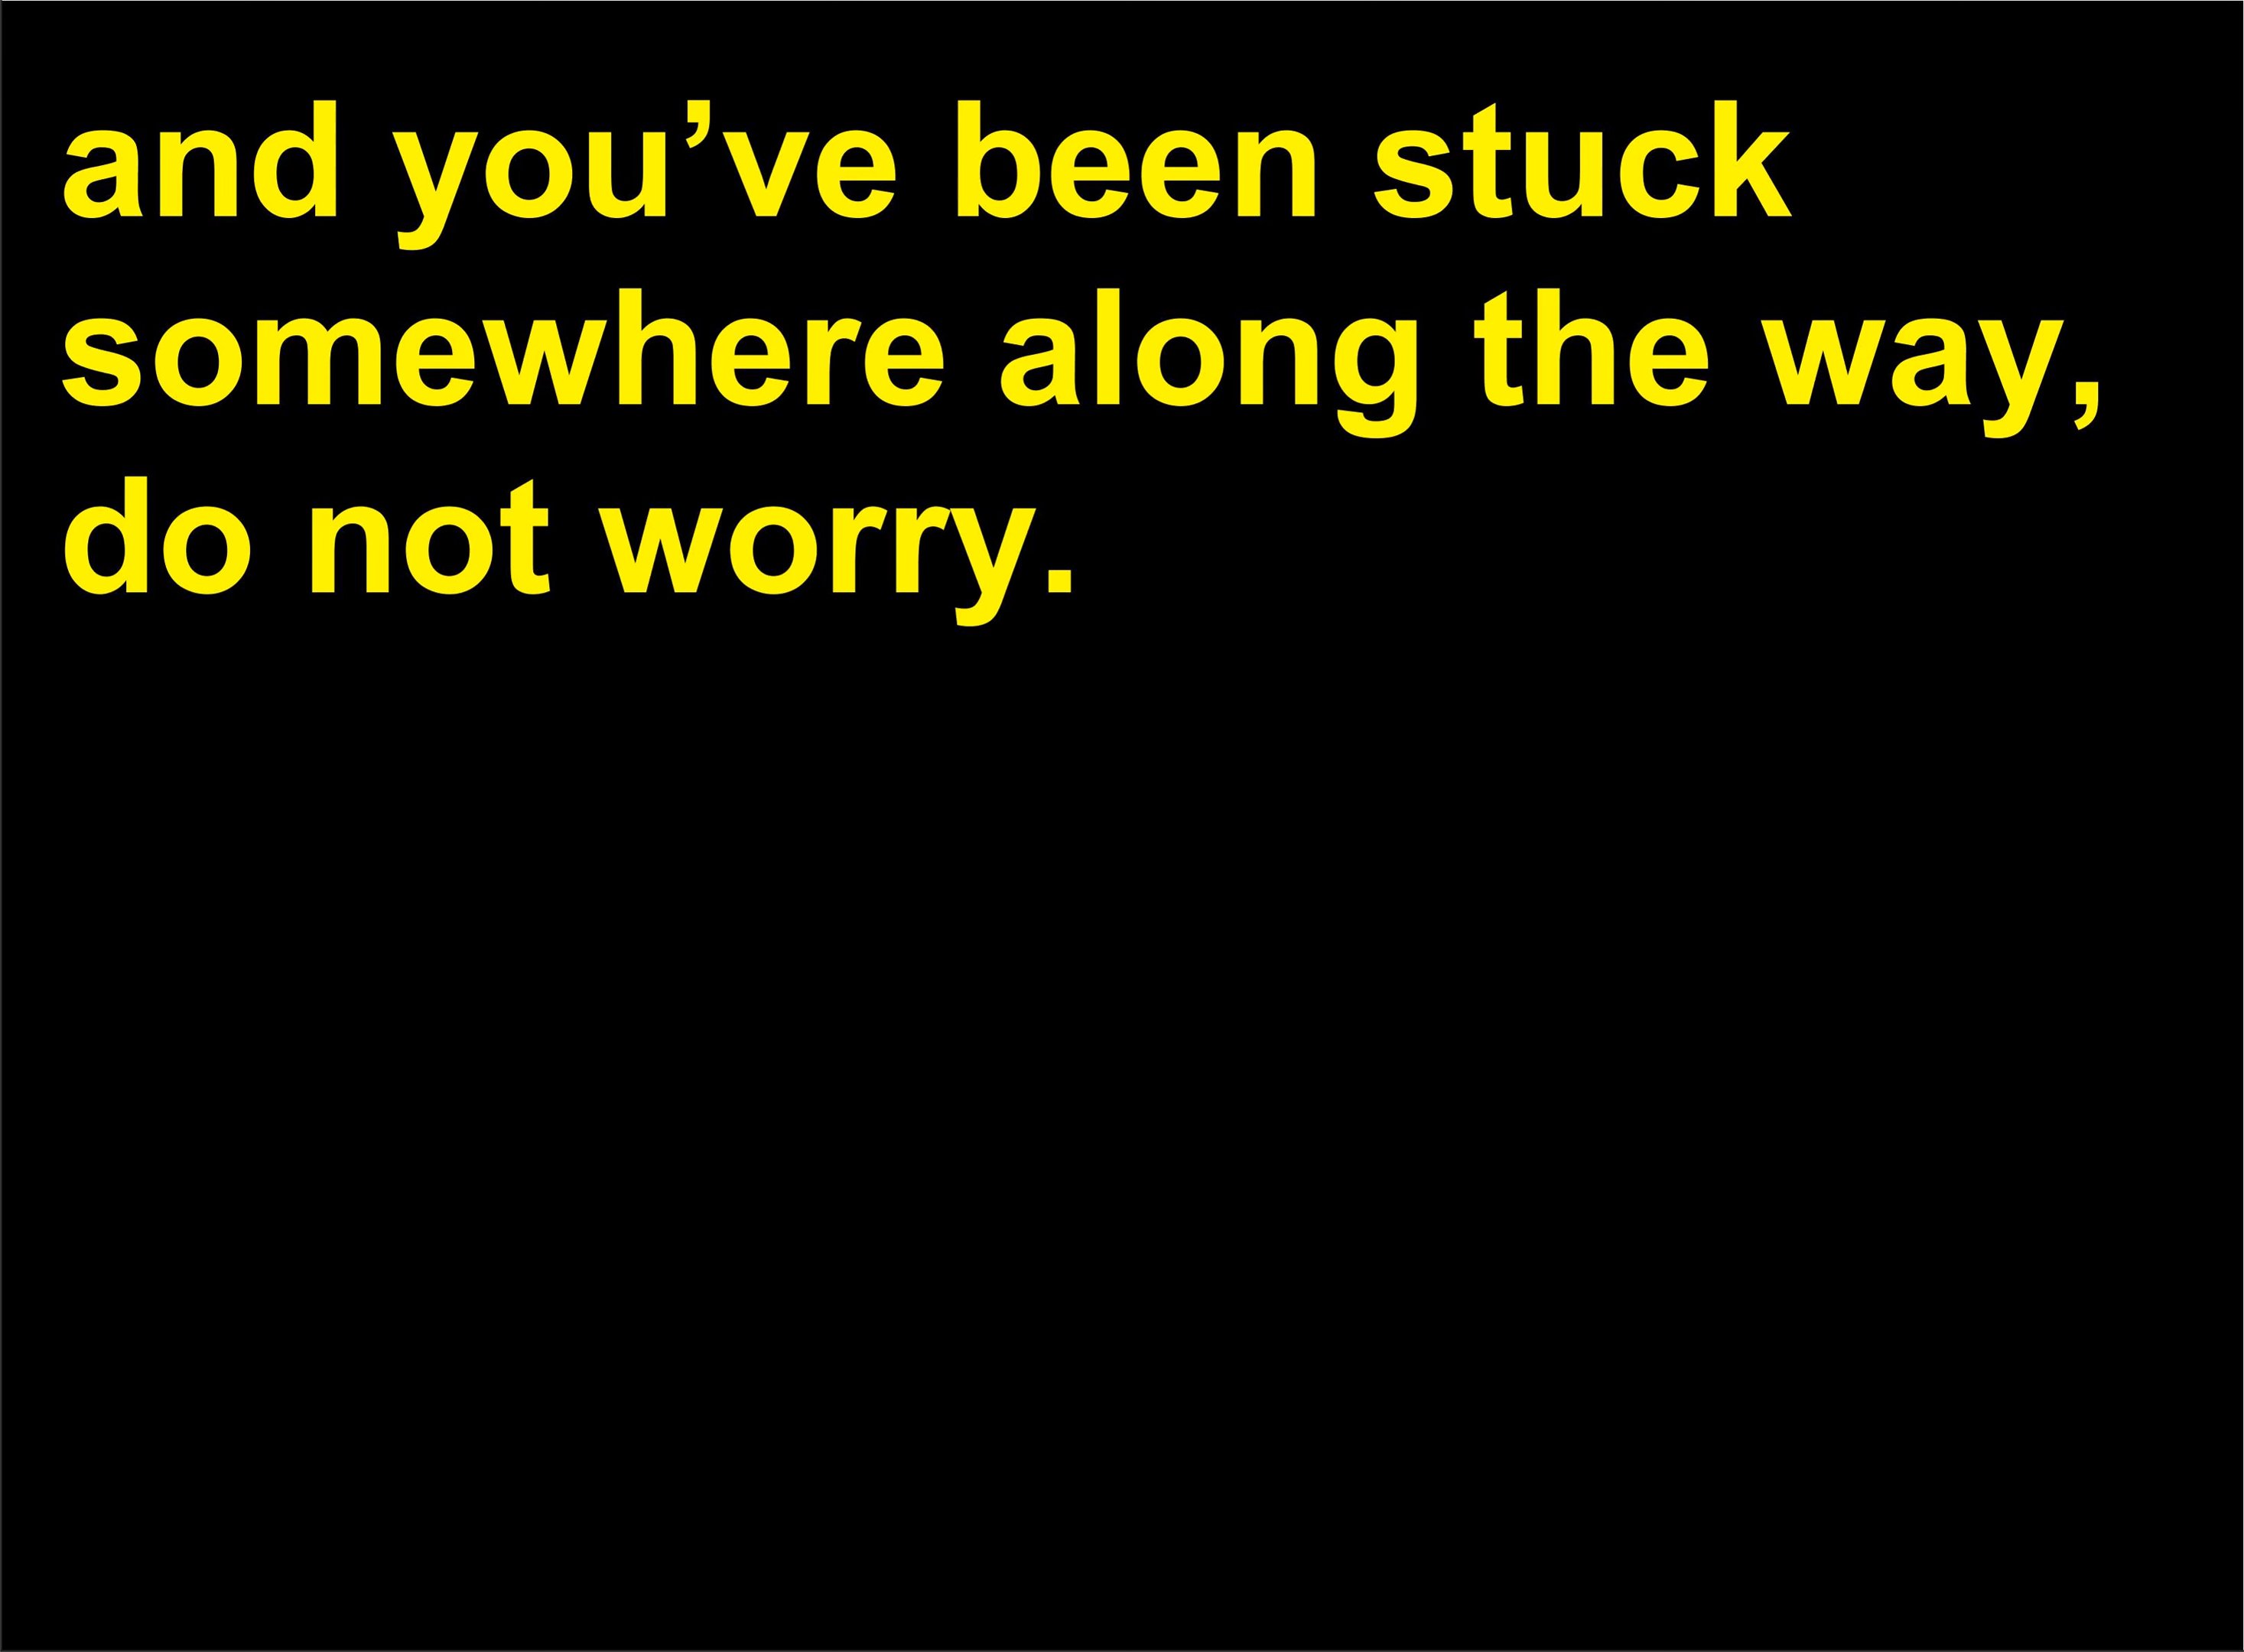 and you’ve been stuck
somewhere along the way,
do not worry.